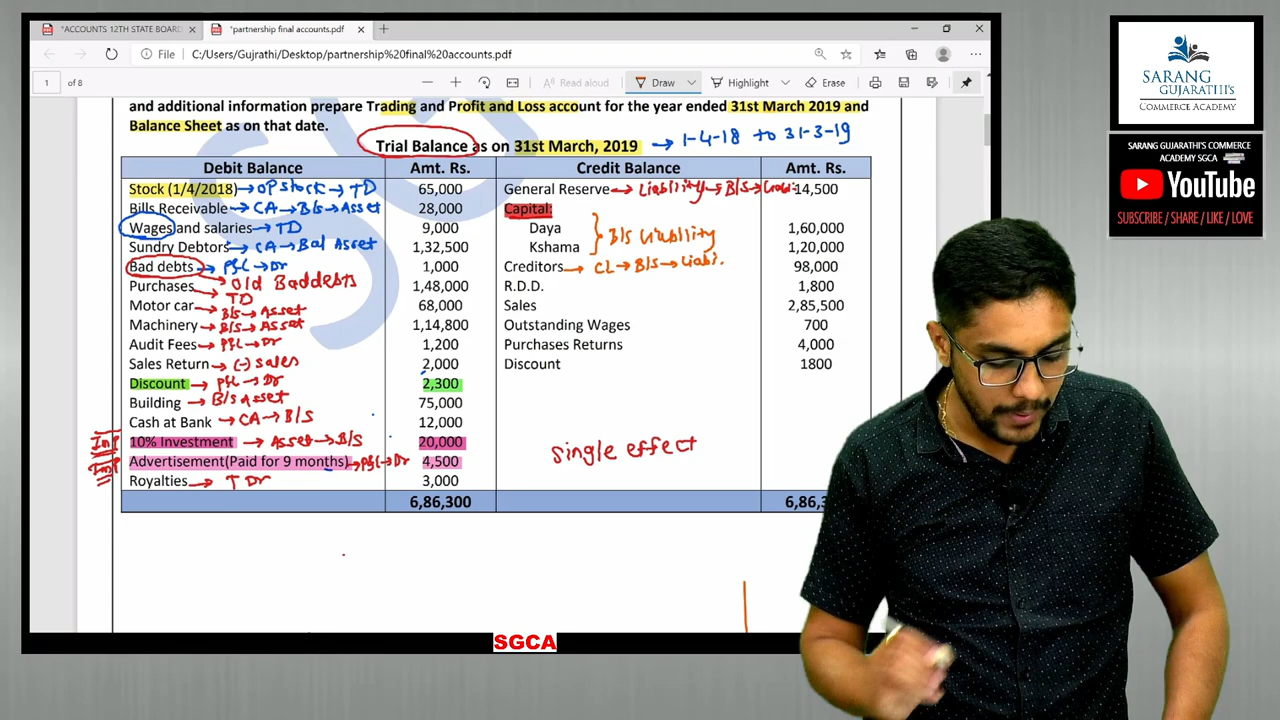 *ACCOUNTS 12TH STATE BOARD
*partnership final accounts.pdf
File C:/Users/Gujrathi/Desktop/partnership%20final%20accounts.pdf
1 of 8
Read aloud Draw Highlight Erase
and additional information prepare Trading and Profit and Loss account for the year ended 31st March 2019 and
Balance Sheet as on that date.
Trial Balance as on 31st March, 2019 → 1-4-18 to 31-3-19
Debit Balance Amt. Rs. Credit Balance Amt. Rs.
Stock (1/4/2018) → OP Stock → TD 65,000 General Reserve → Liability → B/S → Liabi. 14,500
Bills Receivable → CA → B/s → Asset 28,000 Capital:
Wages and salaries → TD 9,000 Daya 1,60,000
Sundry Debtors → CA → Bal Asset 1,32,500 Kshama 1,20,000
B/s Liability
Bad debts → P&L → Dr 1,000 Creditors → CL → B/S → Liabi. 98,000
→ Old Baddebts
Purchases → TD 1,48,000 R.D.D. 1,800
Motor car → B/s → Asset 68,000 Sales 2,85,500
Machinery → B/s → Asset 1,14,800 Outstanding Wages 700
Audit Fees → P&L → Dr 1,200 Purchases Returns 4,000
Sales Return → (-) Sales 2,000 Discount 1800
Discount → P&L → Dr 2,300
Building → B/S Asset 75,000
Cash at Bank → CA → B/S 12,000
Imp 10% Investment → Asset → B/S 20,000
single effect
Imp Advertisement(Paid for 9 months) → P&L → Dr 4,500
Royalties → T Dr 3,000
6,86,300
SGCA
SARANG
GUJARATHI'S
COMMERCE ACADEMY
SARANG GUJARATHI'S COMMERCE
ACADEMY SGCA
YouTube
SUBSCRIBE / SHARE / LIKE / LOVE